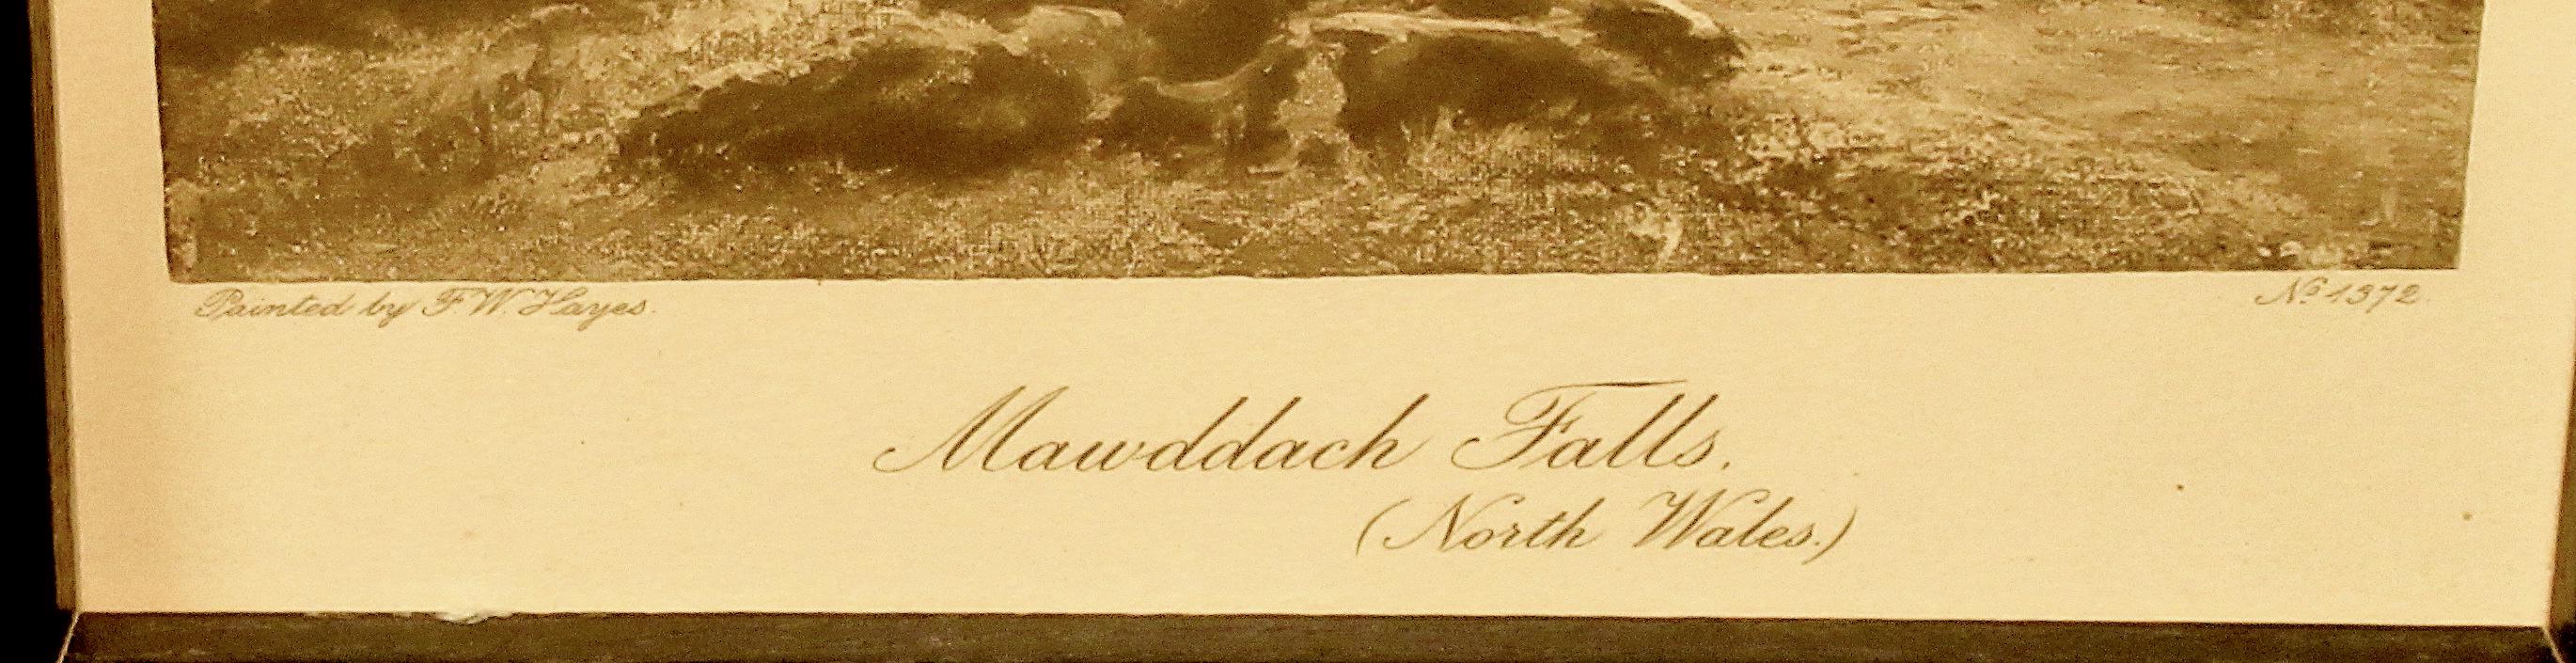 Painted by F. W. Hayes. Nº 1372.
Mawddach Falls.
(North Wales.)